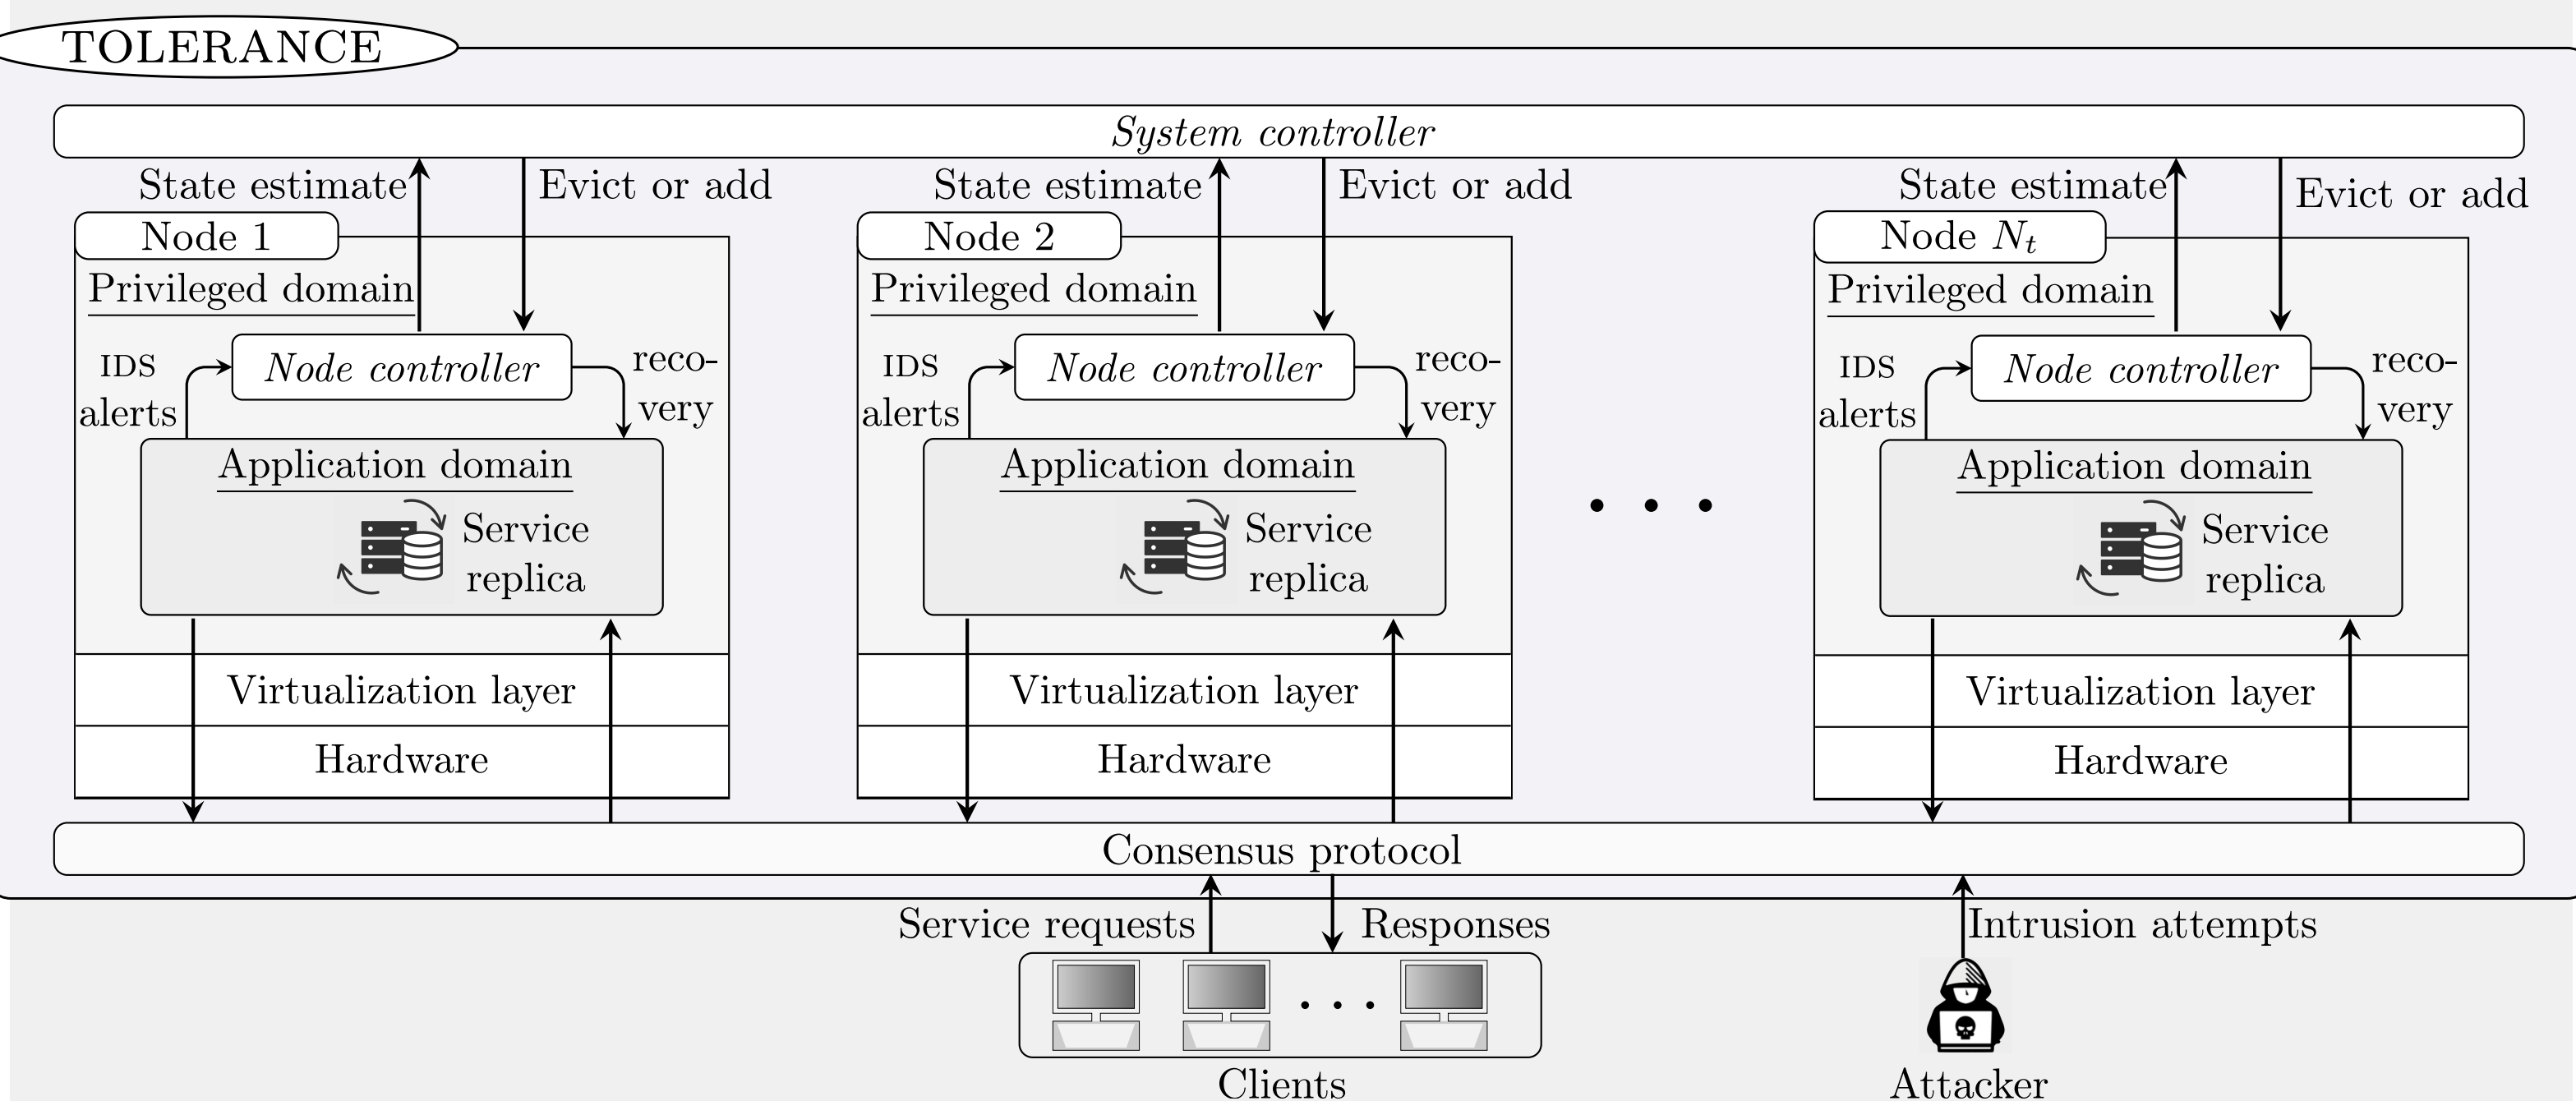 TOLERANCE
System controller
State estimate
Evict or add
State estimate
Evict or add
State estimate
Evict or add
Node 1
Privileged domain
IDS
alerts
Node controller
reco-
very
Application domain
Service
replica
Virtualization layer
Hardware
Node 2
Privileged domain
IDS
alerts
Node controller
reco-
very
Application domain
Service
replica
Virtualization layer
Hardware
. . .
Node Nₜ
Privileged domain
IDS
alerts
Node controller
reco-
very
Application domain
Service
replica
Virtualization layer
Hardware
Consensus protocol
Service requests
Responses
Intrusion attempts
. . .
Clients
Attacker